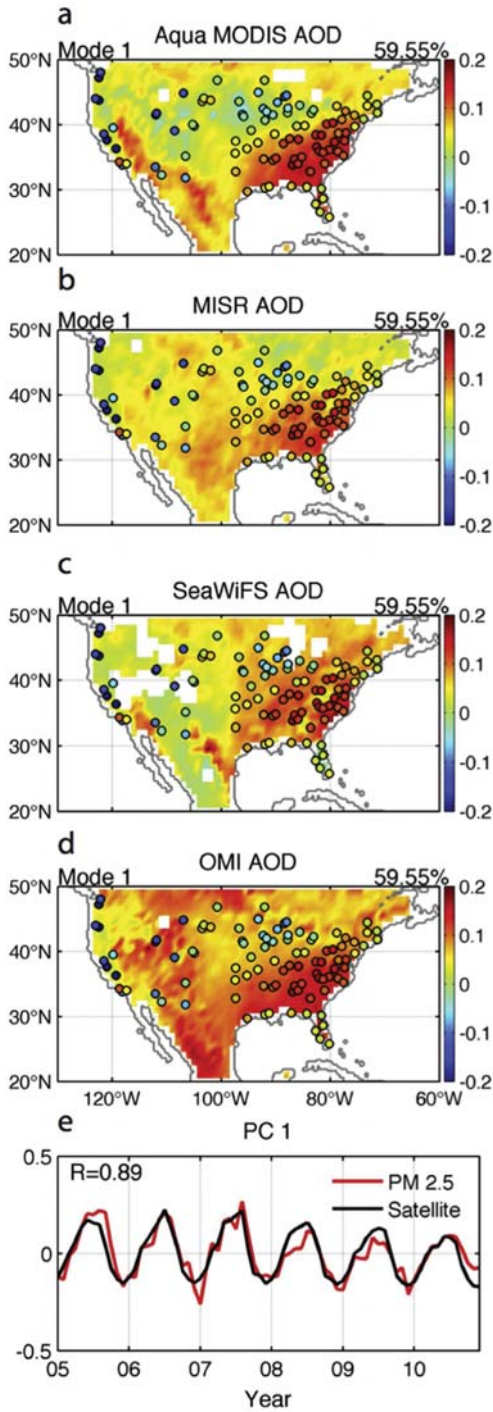 a
Aqua MODIS AOD
Mode 1 59.55%
50°N
40°N
30°N
20°N
0.2
0.1
0
-0.1
-0.2
b
MISR AOD
Mode 1 59.55%
50°N
40°N
30°N
20°N
0.2
0.1
0
-0.1
-0.2
c
SeaWiFS AOD
Mode 1 59.55%
50°N
40°N
30°N
20°N
0.2
0.1
0
-0.1
-0.2
d
OMI AOD
Mode 1 59.55%
50°N
40°N
30°N
20°N
0.2
0.1
0
-0.1
-0.2
120°W 100°W 80°W 60°W
e
PC 1
0.5
0
-0.5
R=0.89
PM 2.5
Satellite
05 06 07 08 09 10
Year